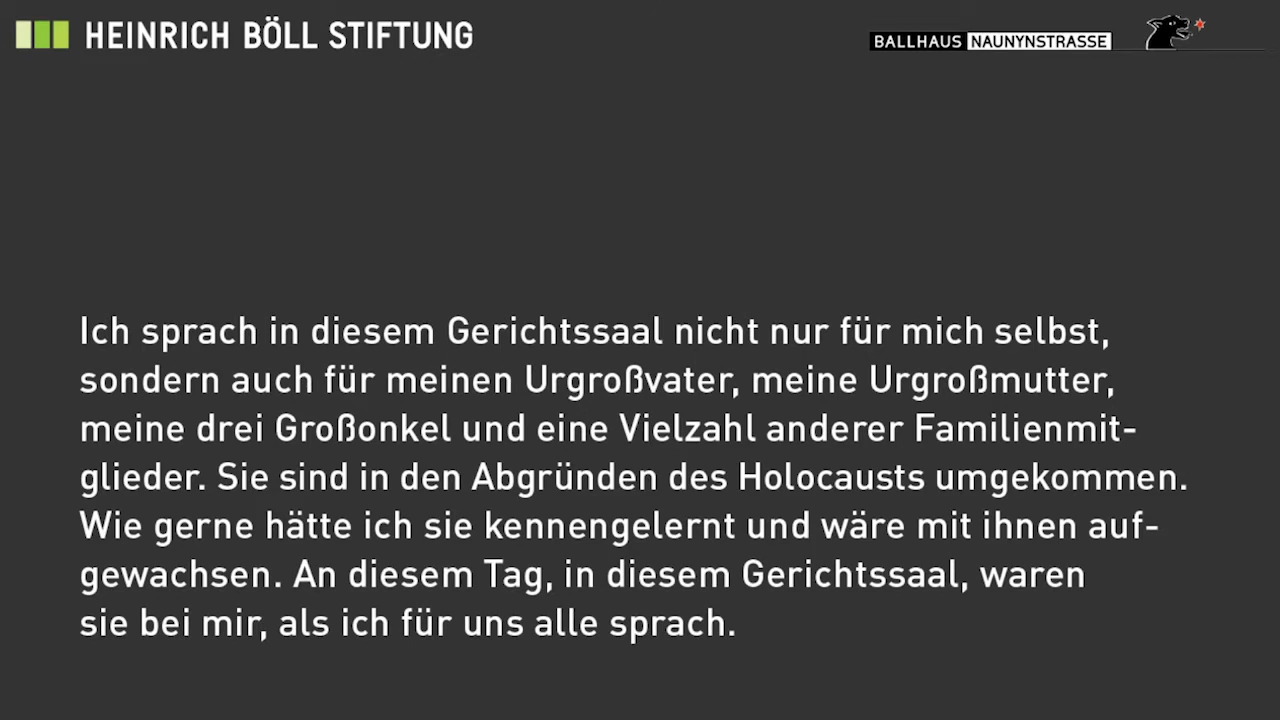 HEINRICH BÖLL STIFTUNG
BALLHAUS NAUNYNSTRASSE
Ich sprach in diesem Gerichtssaal nicht nur für mich selbst,
sondern auch für meinen Urgroßvater, meine Urgroßmutter,
meine drei Großonkel und eine Vielzahl anderer Familienmit-
glieder. Sie sind in den Abgründen des Holocausts umgekommen.
Wie gerne hätte ich sie kennengelernt und wäre mit ihnen auf-
gewachsen. An diesem Tag, in diesem Gerichtssaal, waren
sie bei mir, als ich für uns alle sprach.